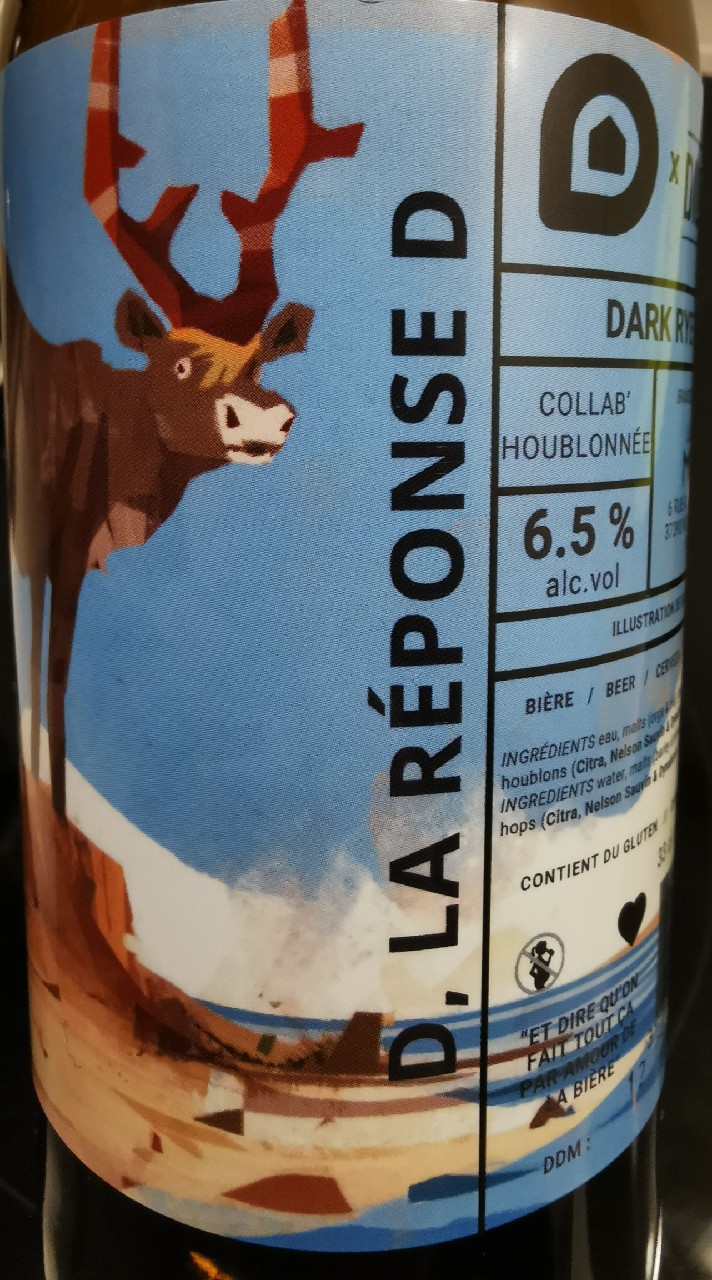 D, LA RÉPONSE D
x
DARK RYE
COLLAB'
HOUBLONNÉE
6.5 %
alc.vol
ILLUSTRATION
BIÈRE / BEER /
INGRÉDIENTS eau, malts
houblons (Citra, Nelson Sauvin &
INGREDIENTS water, malts
hops (Citra, Nelson Sauvin &
CONTIENT DU GLUTEN
"ET DIRE QU'ON
FAIT TOUT ÇA
PAR AMOUR DE
LA BIÈRE"
DDM :